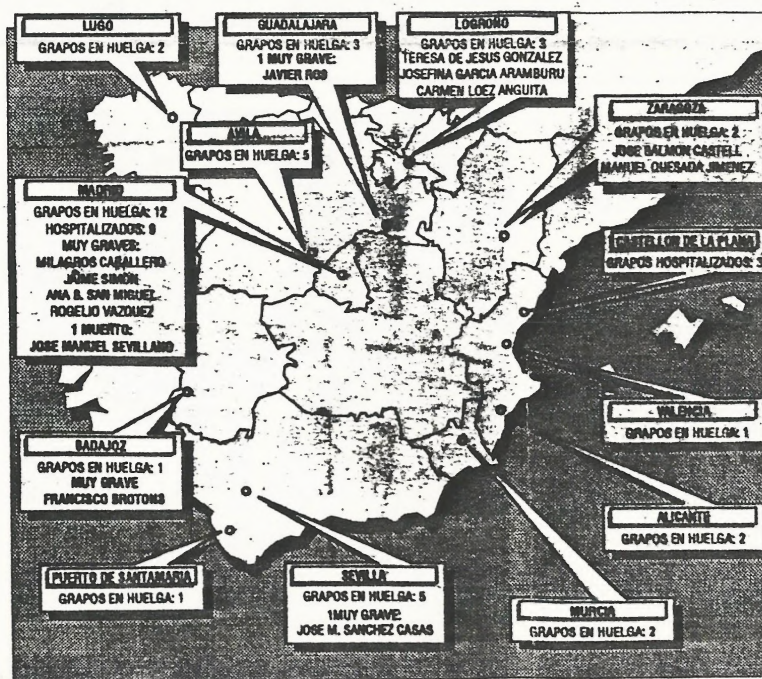 LUGO
GRAPOS EN HUELGA: 2
GUADALAJARA
GRAPOS EN HUELGA: 3
1 MUY GRAVE:
JAVIER ROS
LOGROÑO
GRAPOS EN HUELGA: 3
TERESA DE JESUS GONZALEZ
JOSEFINA GARCIA ARAMBURU
CARMEN LOEZ ANGUITA
ZARAGOZA
GRAPOS EN HUELGA: 2
JOSE BALMON CASTELL
MANUEL QUESADA JIMENEZ
AVILA
GRAPOS EN HUELGA: 5
MADRID
GRAPOS EN HUELGA: 12
HOSPITALIZADOS: 9
MUY GRAVES:
MILAGROS CABALLERO
JAIME SIMÓN
ANA B. SAN MIGUEL
ROGELIO VAZQUEZ
1 MUERTO:
JOSE MANUEL SEVILLANO
CASTELLON DE LA PLANA
GRAPOS HOSPITALIZADOS: 3
VALENCIA
GRAPOS EN HUELGA: 1
BADAJOZ
GRAPOS EN HUELGA: 1
MUY GRAVE
FRANCISCO BROTONS
ALICANTE
GRAPOS EN HUELGA: 2
PUERTO DE SANTAMARIA
GRAPOS EN HUELGA: 1
SEVILLA
GRAPOS EN HUELGA: 5
1MUY GRAVE:
JOSE M. SANCHEZ CASAS
MURCIA
GRAPOS EN HUELGA: 2